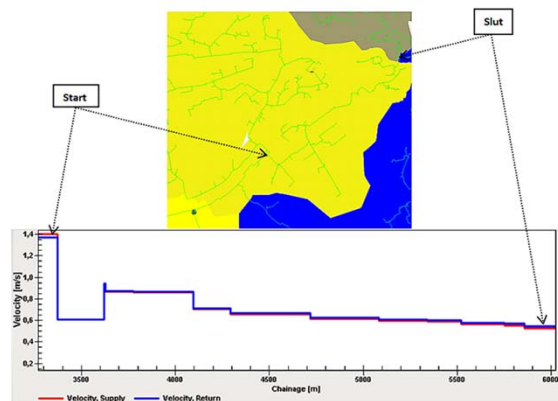 Slut
Start
1,4
1,2
1,0
0,8
0,6
0,4
0,2
Velocity [m/s]
3500
4000
4500
5000
5500
6000
Chainage [m]
Velocity, Supply
Velocity, Return